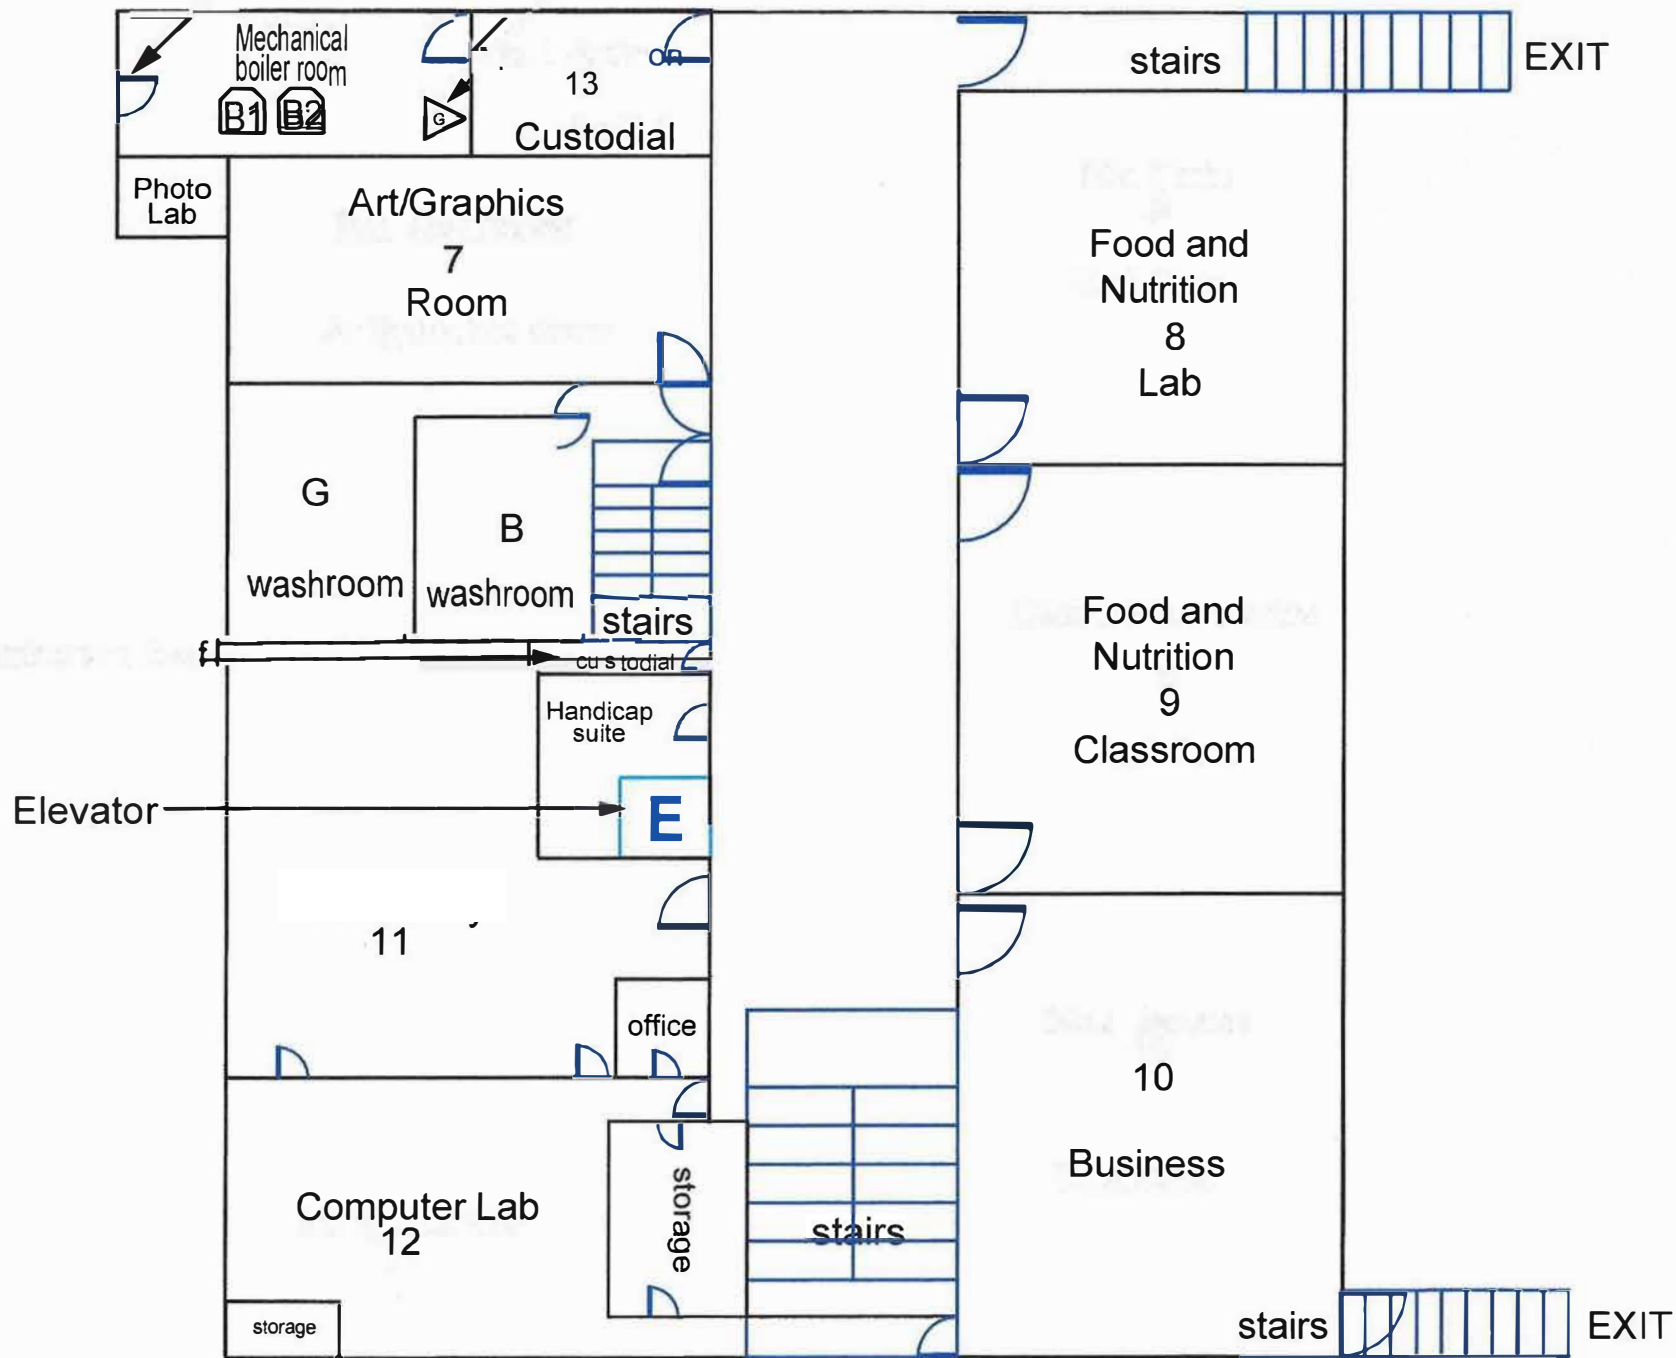 Mechanical
boiler room
B1
B2
G
OR
13
Custodial
stairs
EXIT
Photo
Lab
Art/Graphics
7
Room
Food and
Nutrition
8
Lab
G
washroom
B
washroom
stairs
custodial
Handicap
suite
Elevator
E
Food and
Nutrition
9
Classroom
11
office
10
Business
Computer Lab
12
storage
stairs
storage
stairs
EXIT